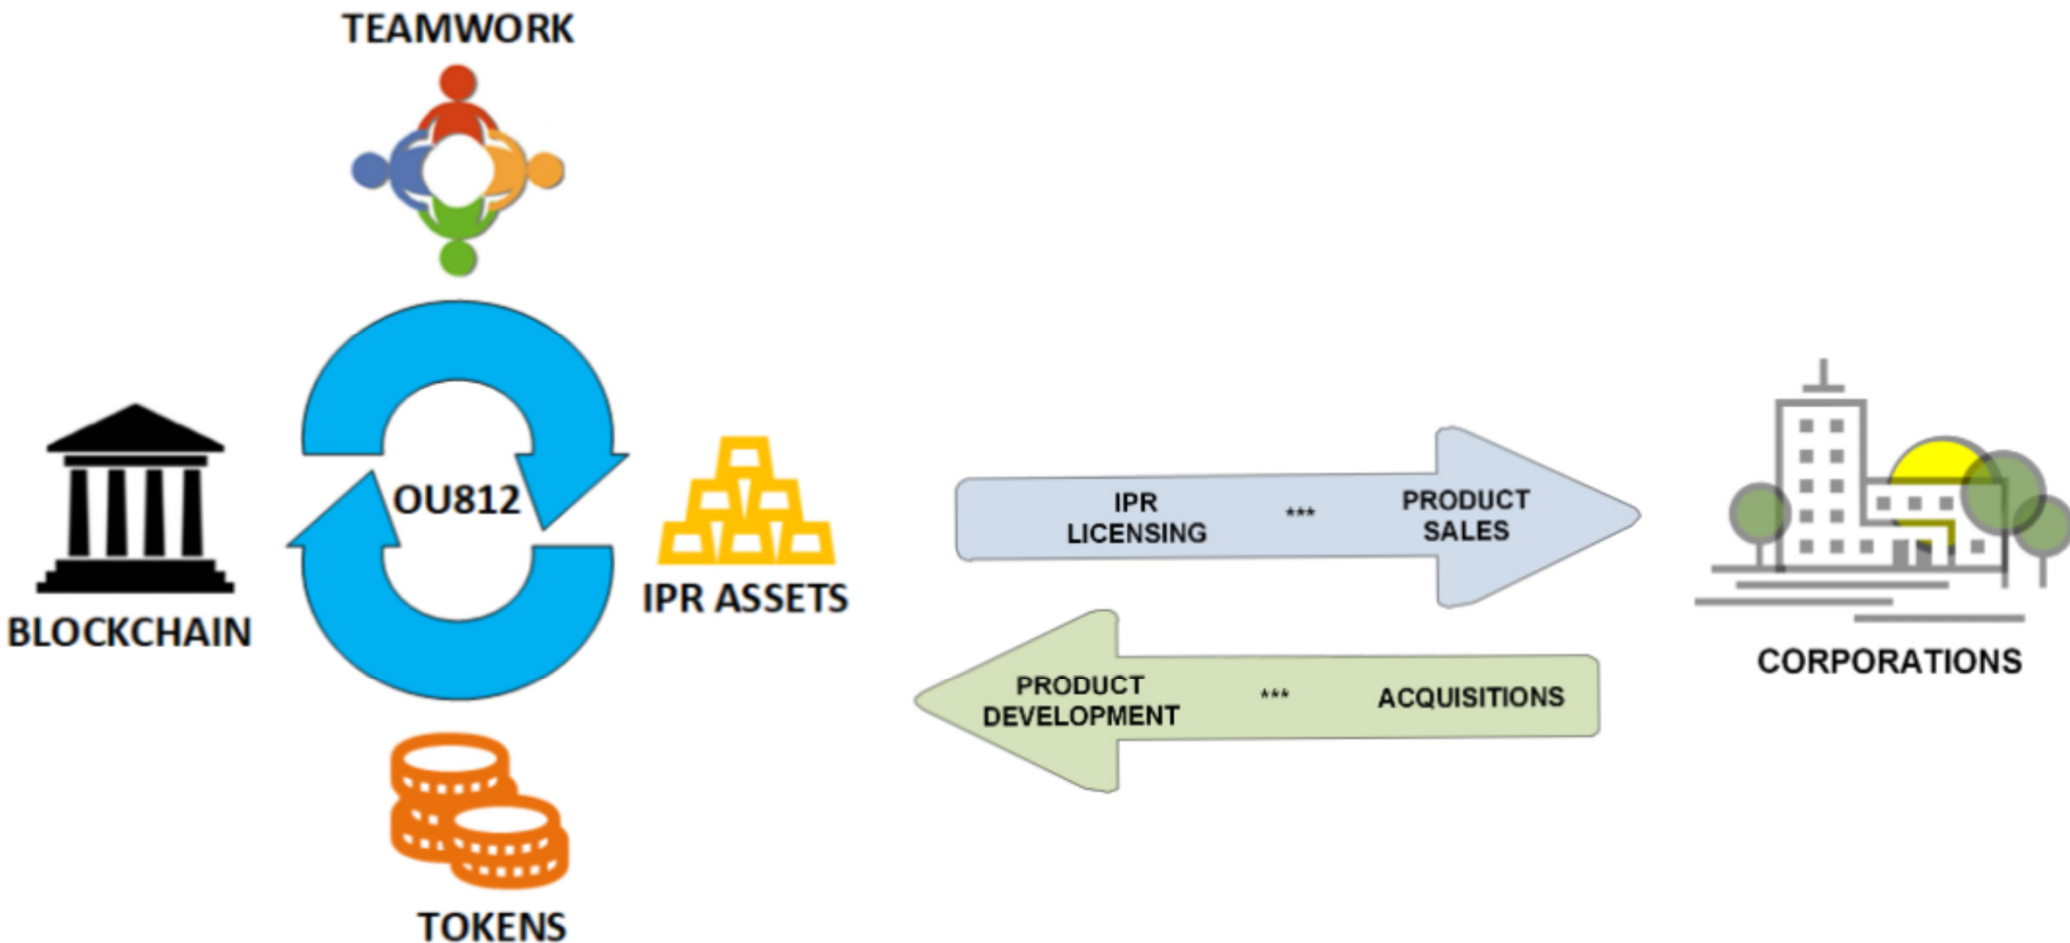 TEAMWORK
OU812
BLOCKCHAIN
IPR ASSETS
TOKENS
IPR
LICENSING
***
PRODUCT
SALES
PRODUCT
DEVELOPMENT
***
ACQUISITIONS
CORPORATIONS